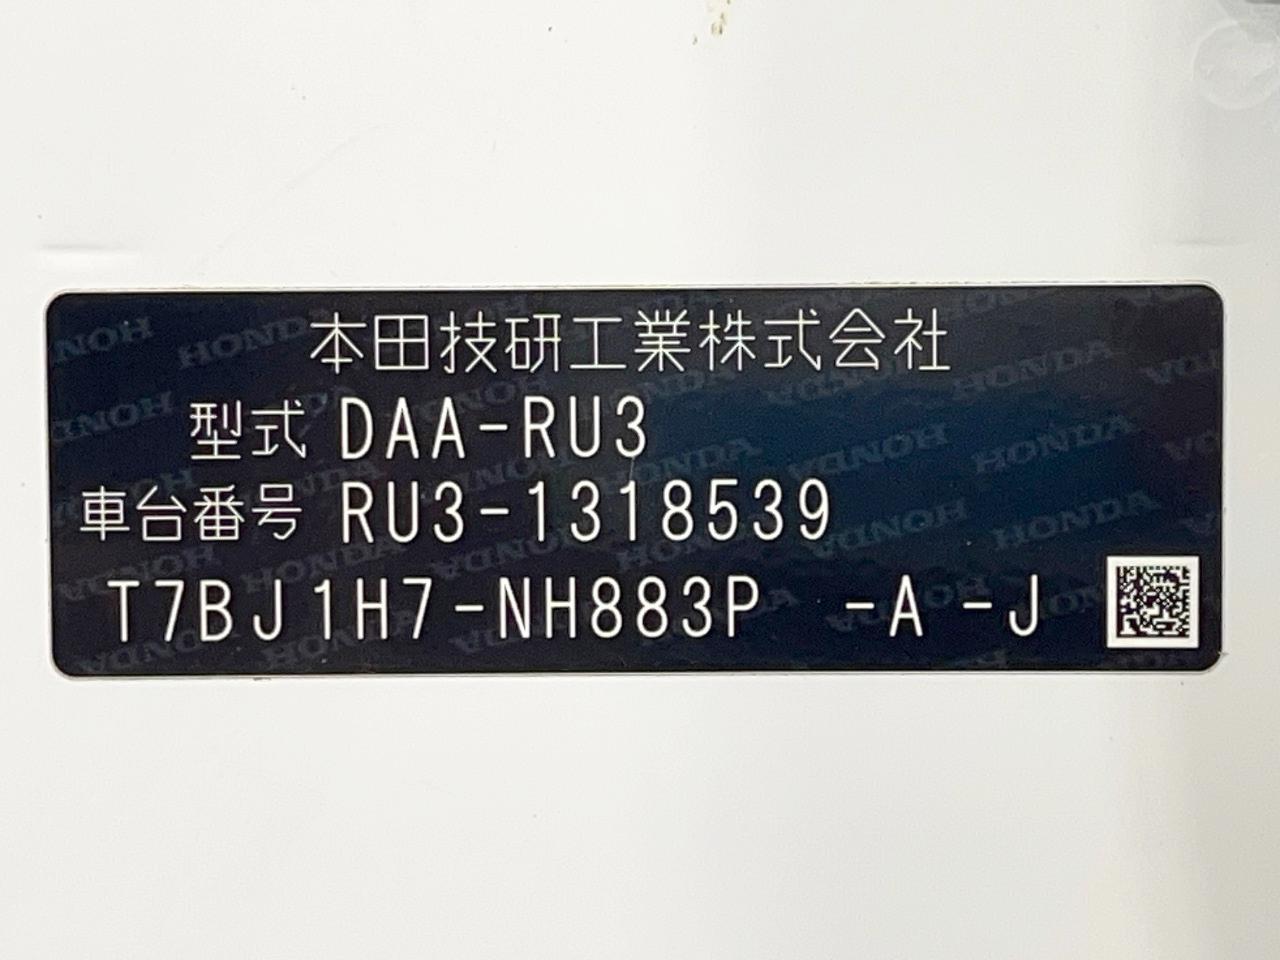 本田技研工業株式会社
型式 DAA-RU3
車台番号 RU3-1318539
T7BJ1H7-NH883P -A -J